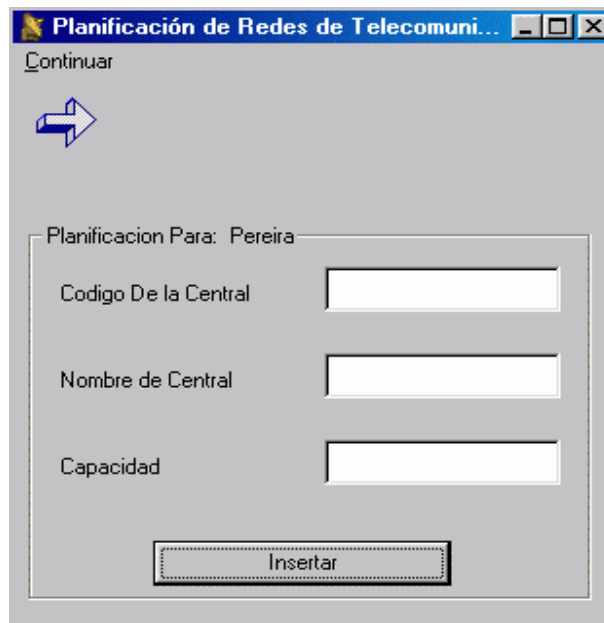 Planificación de Redes de Telecomuni...
Continuar
Planificacion Para: Pereira
Codigo De la Central
Nombre de Central
Capacidad
Insertar